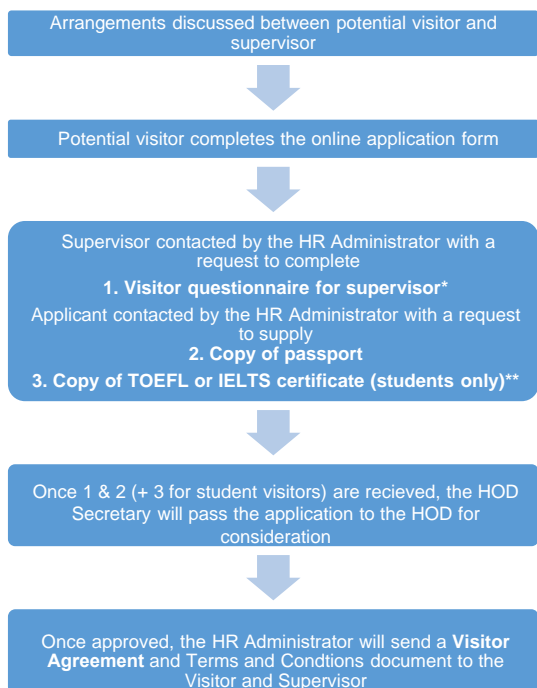 Arrangements discussed between potential visitor and
supervisor
Potential visitor completes the online application form
Supervisor contacted by the HR Administrator with a
request to complete
1. Visitor questionnaire for supervisor*
Applicant contacted by the HR Administrator with a request
to supply
2. Copy of passport
3. Copy of TOEFL or IELTS certificate (students only)**
Once 1 & 2 (+ 3 for student visitors) are recieved, the HOD
Secretary will pass the application to the HOD for
consideration
Once approved, the HR Administrator will send a Visitor
Agreement and Terms and Condtions document to the
Visitor and Supervisor